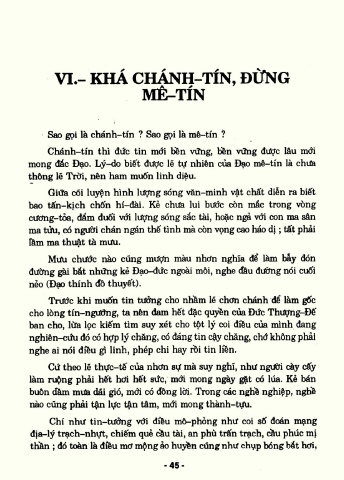 VI.– KHÁ CHÁNH–TÍN, ĐỪNG
MÊ–TÍN
Sao gọi là chánh–tín ? Sao gọi là mê–tín ?
Chánh–tín thì đức tin mới bền vững, bền vững được lâu mới
mong đắc Đạo. Lý–do biết được lẽ tự nhiên của Đạo mê–tín là chưa
thông lẽ Trời, nên ham muốn linh diệu.
Giữa cõi luyện hình lượng sóng văn–minh vật chất diễn ra biết
bao tấn–kịch chốn hí–đài. Kẻ chưa lui bước còn mắc trong vòng
cương–tỏa, đắm đuối với lượng sóng sắc tài, hoặc ngả với con ma sân
ma tửu, có người chán ngán thế tình mà còn vọng cao háo dị ; tất phải
lầm ma thuật tà mưu.
Mưu chước nào cũng mượn màu nhơn nghĩa để làm bẫy đón
đường gài bắt những kẻ Đạo–đức ngoài môi, nghe đầu đường nói cuối
nẻo (Đạo thính đồ thuyết).
Trước khi muốn tin tưởng cho nhằm lẽ chơn chánh để làm gốc
cho lòng tín–ngưỡng, ta nên đam hết đặc quyền của Đức Thượng–Đế
ban cho, lừa lọc kiếm tìm suy xét cho tột lý coi điều của mình đang
nghiên–cứu đó có hợp lý chăng, có đáng tin cậy chăng, chớ không phải
nghe ai nói điều gì linh, phép chi hay rồi tin liền.
Cứ theo lẽ thực–tế của nhơn sự mà suy nghĩ, như người cày cấy
làm ruộng phải hết hơi hết sức, mới mong ngày gặt có lúa. Kẻ bán
buôn dầm mưa dải gió, mới có đồng lời. Trong các nghề nghiệp, nghề
nào cũng phải tận lực tận tâm, mới mong thành–tựu.
Chí như tin–tưởng với điều mô–phỏng như coi số đoán mạng
địa–lý trạch–nhựt, chiếm quẻ cầu tài, an phù trấn trạch, cầu phúc mị
thần ; đó toàn là điều mơ mộng ảo huyền cúng như chụp bóng bắt hơi,
- 45 -